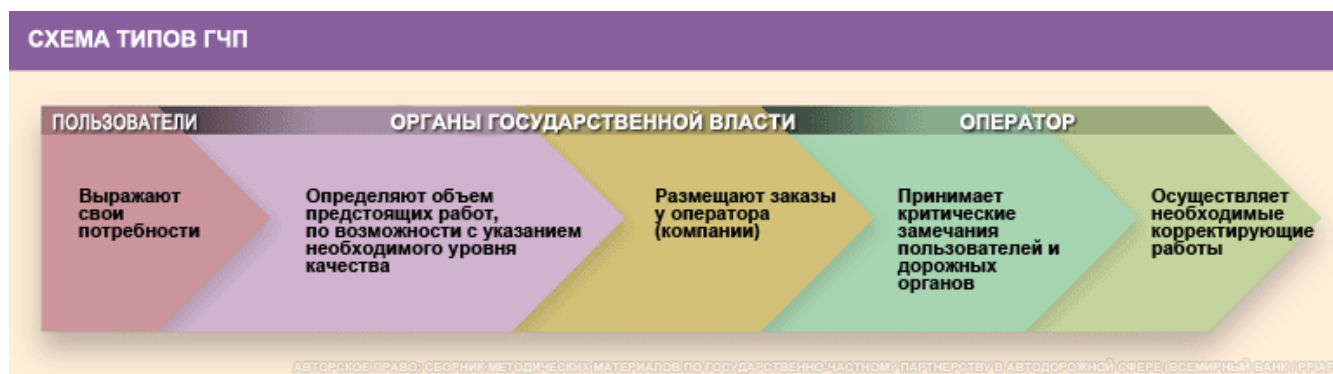 СХЕМА ТИПОВ ГЧП
ПОЛЬЗОВАТЕЛИ
ОРГАНЫ ГОСУДАРСТВЕННОЙ ВЛАСТИ
ОПЕРАТОР
Выражают
свои
потребности
Определяют объем
предстоящих работ,
по возможности с указанием
необходимого уровня
качества
Размещают заказы
у оператора
(компании)
Принимает
критические
замечания
пользователей и
дорожных
органов
Осуществляет
необходимые
корректирующие
работы
АВТОРСКОЕ ПРАВО: СБОРНИК МЕТОДИЧЕСКИХ МАТЕРИАЛОВ ПО ГОСУДАРСТВЕННО-ЧАСТНОМУ ПАРТНЕРСТВУ В АВТОДОРОЖНОЙ СФЕРЕ (ВСЕМИРНЫЙ БАНК/PPIAF